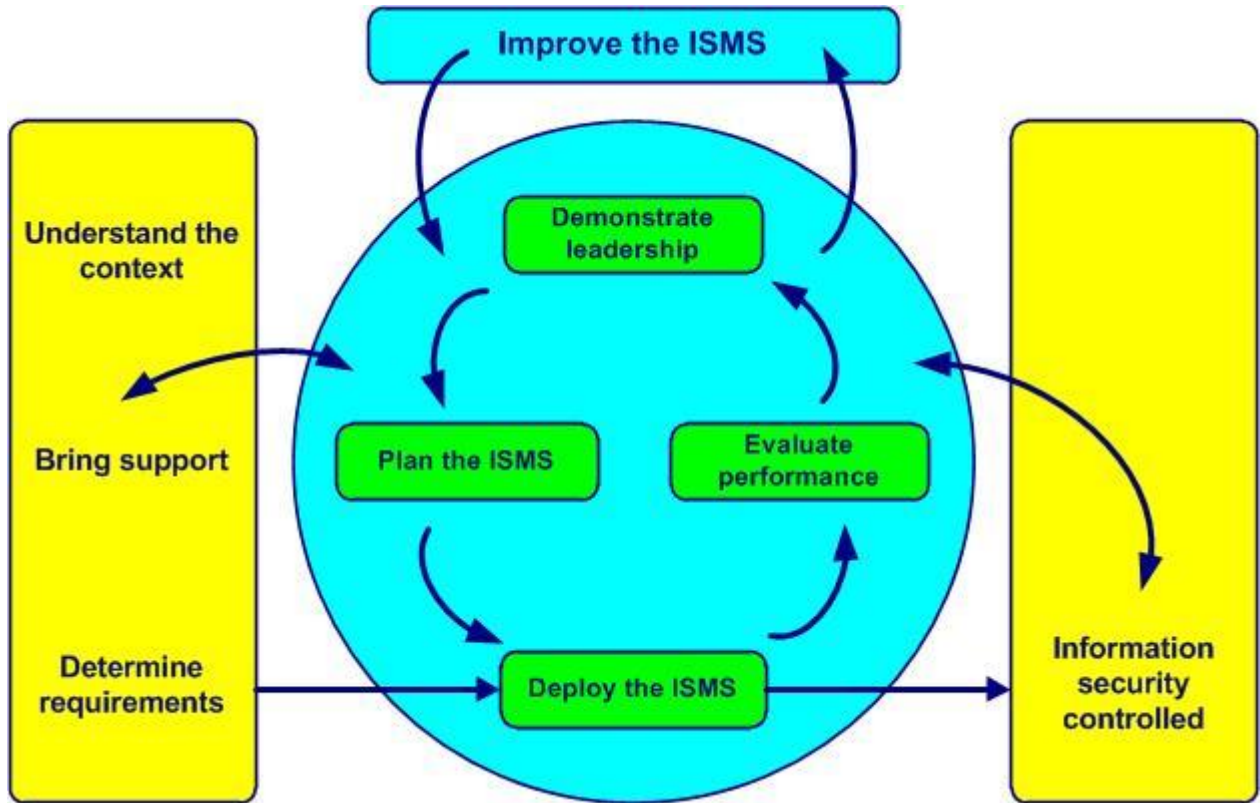 Improve the ISMS
Understand the
context
Bring support
Determine
requirements
Demonstrate
leadership
Plan the ISMS
Evaluate
performance
Deploy the ISMS
Information
security
controlled